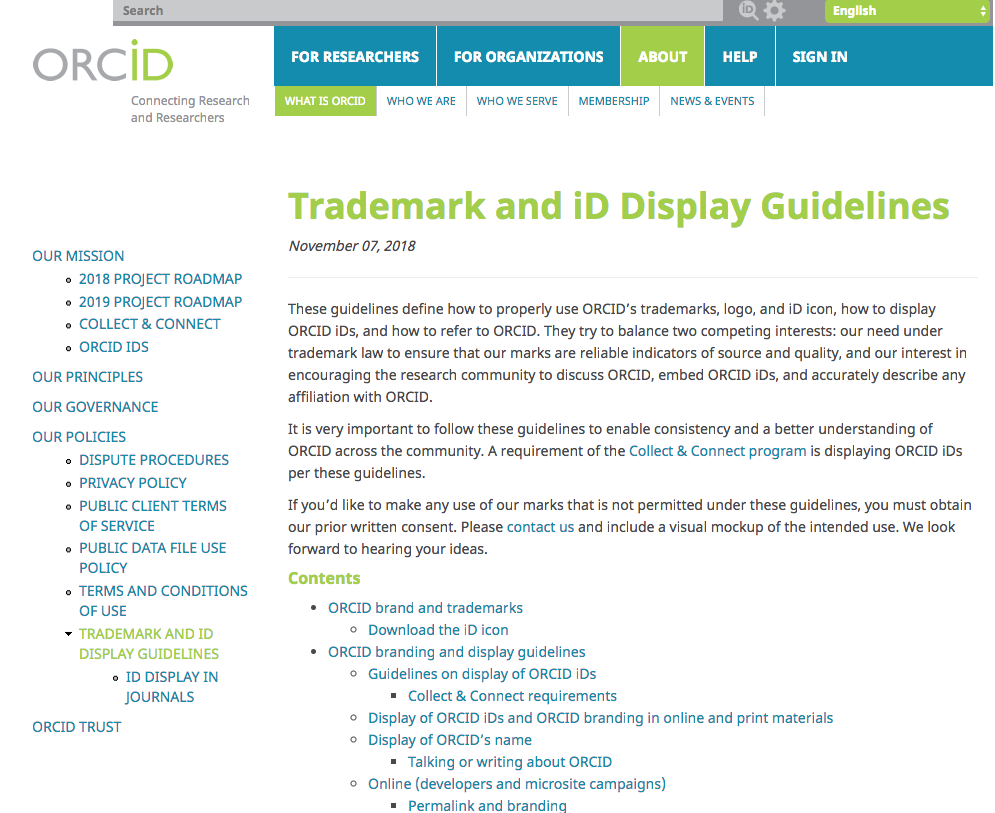 Search
iD
English
ORCID
Connecting Research
and Researchers
FOR RESEARCHERS
FOR ORGANIZATIONS
ABOUT
HELP
SIGN IN
WHAT IS ORCID
WHO WE ARE
WHO WE SERVE
MEMBERSHIP
NEWS & EVENTS
OUR MISSION
2018 PROJECT ROADMAP
2019 PROJECT ROADMAP
COLLECT & CONNECT
ORCID IDS
OUR PRINCIPLES
OUR GOVERNANCE
OUR POLICIES
DISPUTE PROCEDURES
PRIVACY POLICY
PUBLIC CLIENT TERMS
OF SERVICE
PUBLIC DATA FILE USE
POLICY
TERMS AND CONDITIONS
OF USE
TRADEMARK AND ID
DISPLAY GUIDELINES
ID DISPLAY IN
JOURNALS
ORCID TRUST
Trademark and iD Display Guidelines
November 07, 2018
These guidelines define how to properly use ORCID's trademarks, logo, and iD icon, how to display
ORCID iDs, and how to refer to ORCID. They try to balance two competing interests: our need under
trademark law to ensure that our marks are reliable indicators of source and quality, and our interest in
encouraging the research community to discuss ORCID, embed ORCID iDs, and accurately describe any
affiliation with ORCID.
It is very important to follow these guidelines to enable consistency and a better understanding of
ORCID across the community. A requirement of the Collect & Connect program is displaying ORCID iDs
per these guidelines.
If you'd like to make any use of our marks that is not permitted under these guidelines, you must obtain
our prior written consent. Please contact us and include a visual mockup of the intended use. We look
forward to hearing your ideas.
Contents
ORCID brand and trademarks
Download the iD icon
ORCID branding and display guidelines
Guidelines on display of ORCID iDs
Collect & Connect requirements
Display of ORCID iDs and ORCID branding in online and print materials
Display of ORCID's name
Talking or writing about ORCID
Online (developers and microsite campaigns)
Permalink and branding